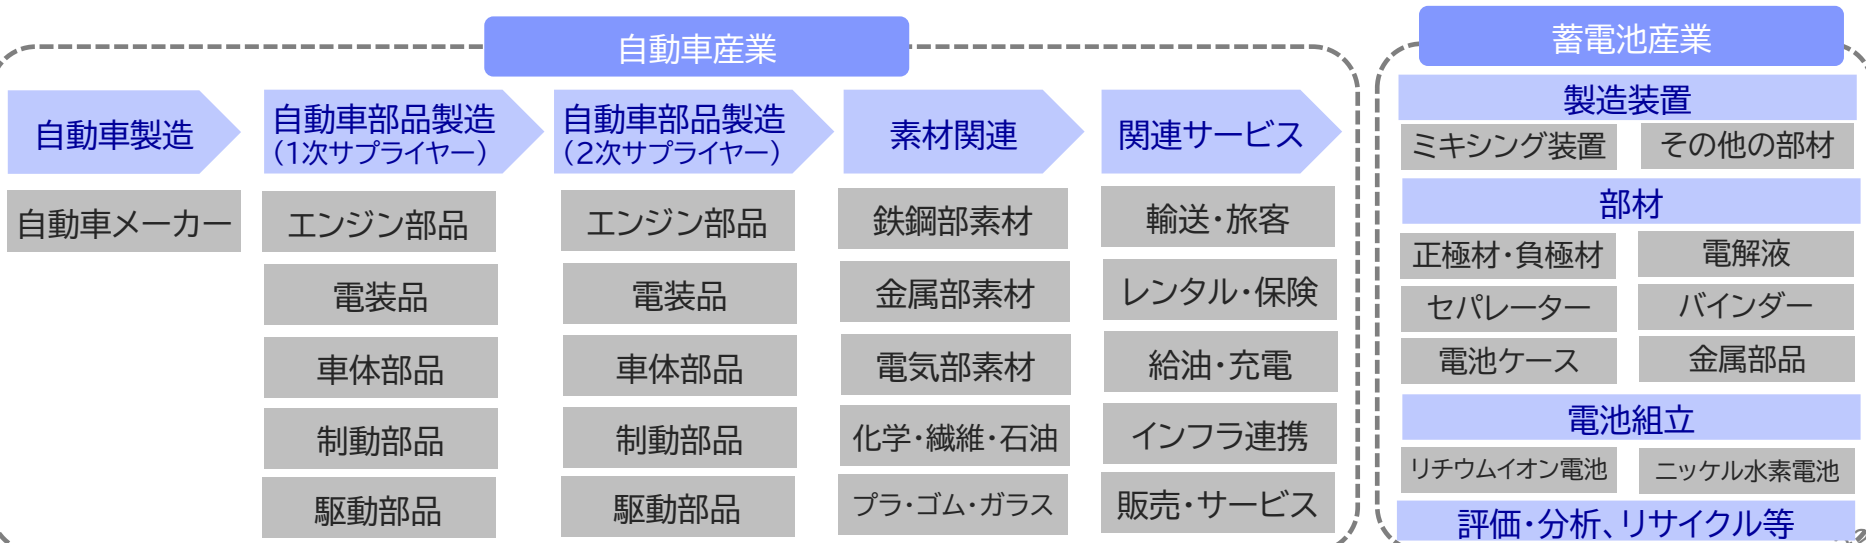 自動車産業
自動車製造
自動車メーカー
自動車部品製造
（1次サプライヤー）
エンジン部品
電装品
車体部品
制動部品
駆動部品
自動車部品製造
（2次サプライヤー）
エンジン部品
電装品
車体部品
制動部品
駆動部品
素材関連
鉄鋼部素材
金属部素材
電気部素材
化学・繊維・石油
プラ・ゴム・ガラス
関連サービス
輸送・旅客
レンタル・保険
給油・充電
インフラ連携
販売・サービス
蓄電池産業
製造装置
ミキシング装置
その他の部材
部材
正極材・負極材
電解液
セパレーター
バインダー
電池ケース
金属部品
電池組立
リチウムイオン電池
ニッケル水素電池
評価・分析、リサイクル等